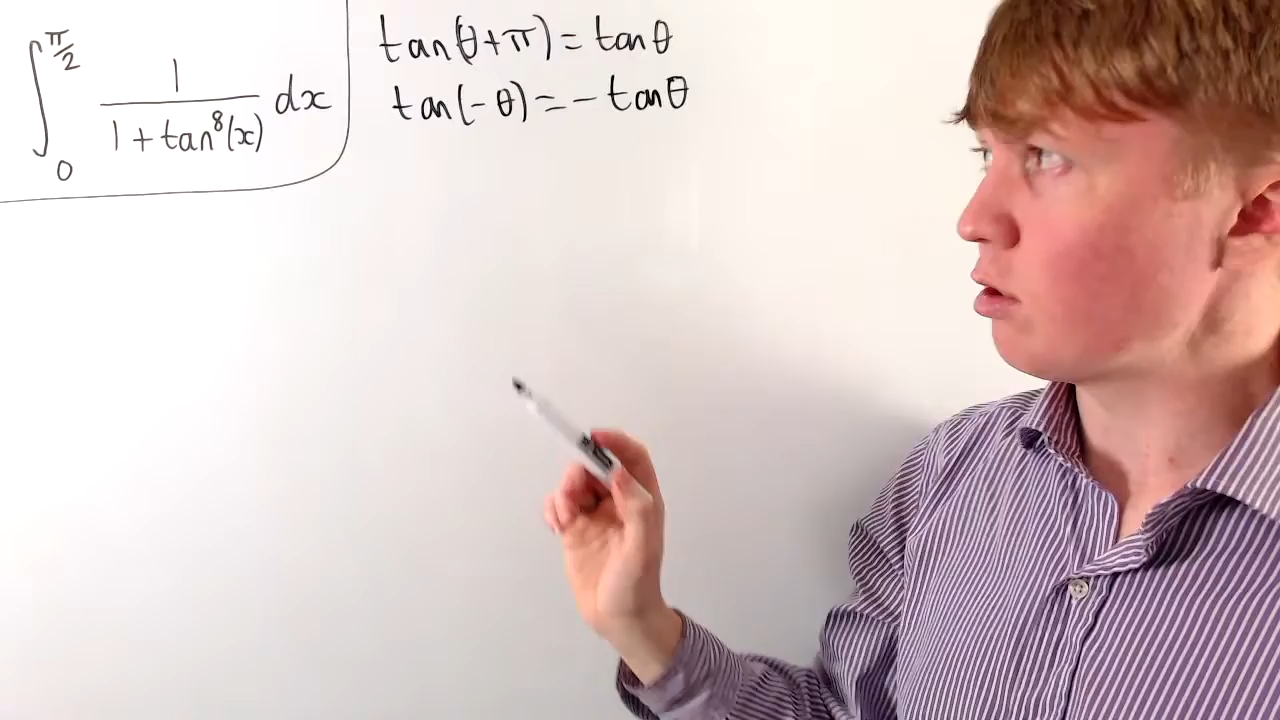 ∫₀^(π/2) 1/(1+tan⁸(x)) dx
tan(θ+π)=tanθ
tan(-θ)=-tanθ